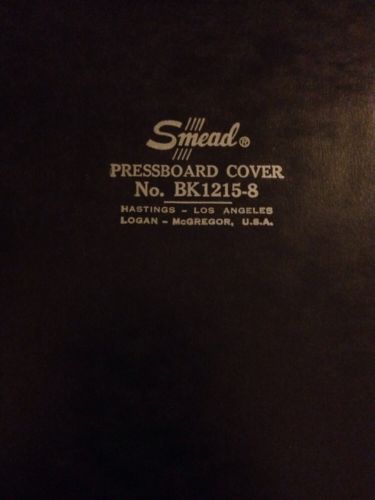 Smead®
PRESSBOARD COVER
No. BK1215-8
HASTINGS - LOS ANGELES
LOGAN - McGREGOR, U.S.A.